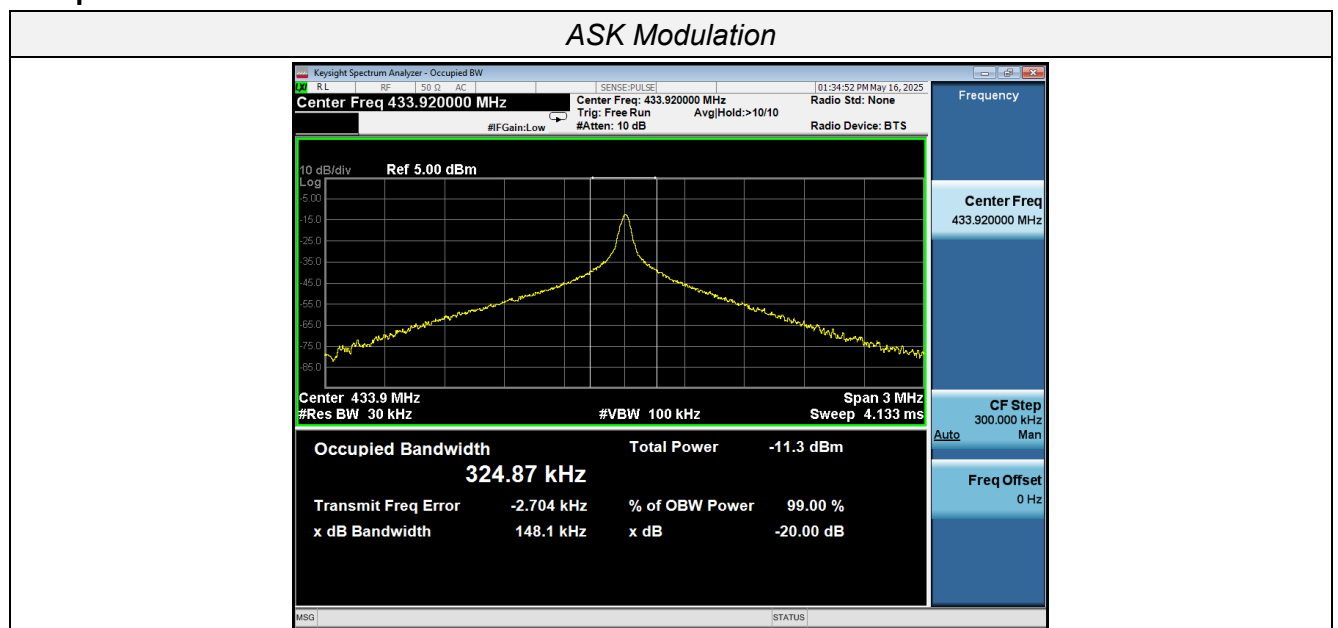 ASK Modulation
Keysight Spectrum Analyzer - Occupied BW
LXI RL RF 50 Ω AC SENSE:PULSE 01:34:52 PM May 16, 2025
Center Freq 433.920000 MHz Center Freq: 433.920000 MHz Radio Std: None
Trig: Free Run Avg|Hold:>10/10
#IFGain:Low #Atten: 10 dB Radio Device: BTS
Frequency
10 dB/div Ref 5.00 dBm
Log
-5.00
-15.0
-25.0
-35.0
-45.0
-55.0
-65.0
-75.0
-85.0
Center 433.9 MHz Span 3 MHz
#Res BW 30 kHz #VBW 100 kHz Sweep 4.133 ms
Center Freq
433.920000 MHz
CF Step
300.000 kHz
Auto Man
Freq Offset
0 Hz
Occupied Bandwidth Total Power -11.3 dBm
324.87 kHz
Transmit Freq Error -2.704 kHz % of OBW Power 99.00 %
x dB Bandwidth 148.1 kHz x dB -20.00 dB
MSG STATUS